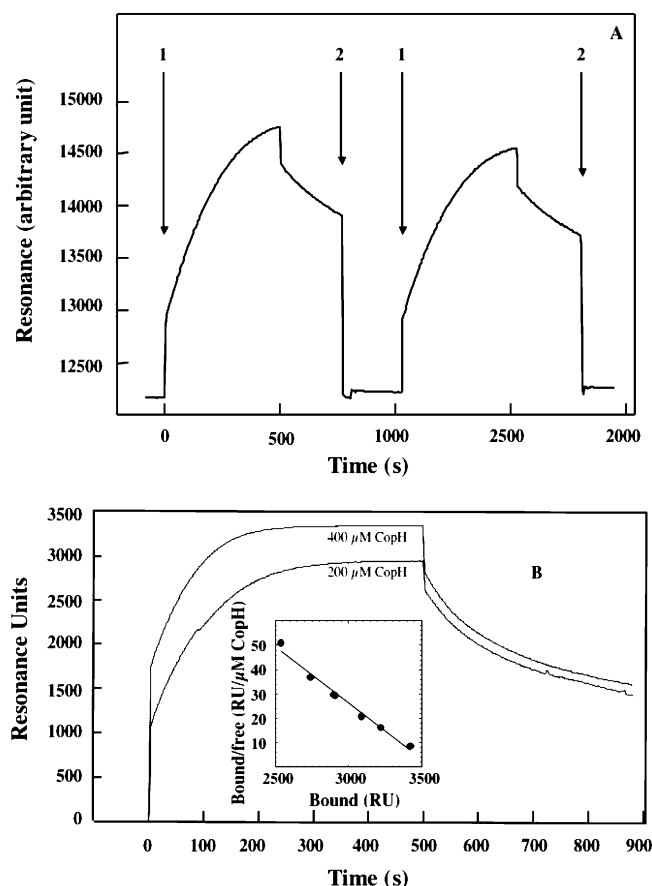 A
1 2 1 2
Resonance (arbitrary unit)
15000
14500
14000
13500
13000
12500
0 500 1000 2500 2000
Time (s)
B
Resonance Units
3500
3000
2500
2000
1500
1000
500
0
400 µM CopH
200 µM CopH
Bound/free (RU/µM CopH)
50
40
30
20
10
2500 3000 3500
Bound (RU)
0 100 200 300 400 500 600 700 800 900
Time (s)